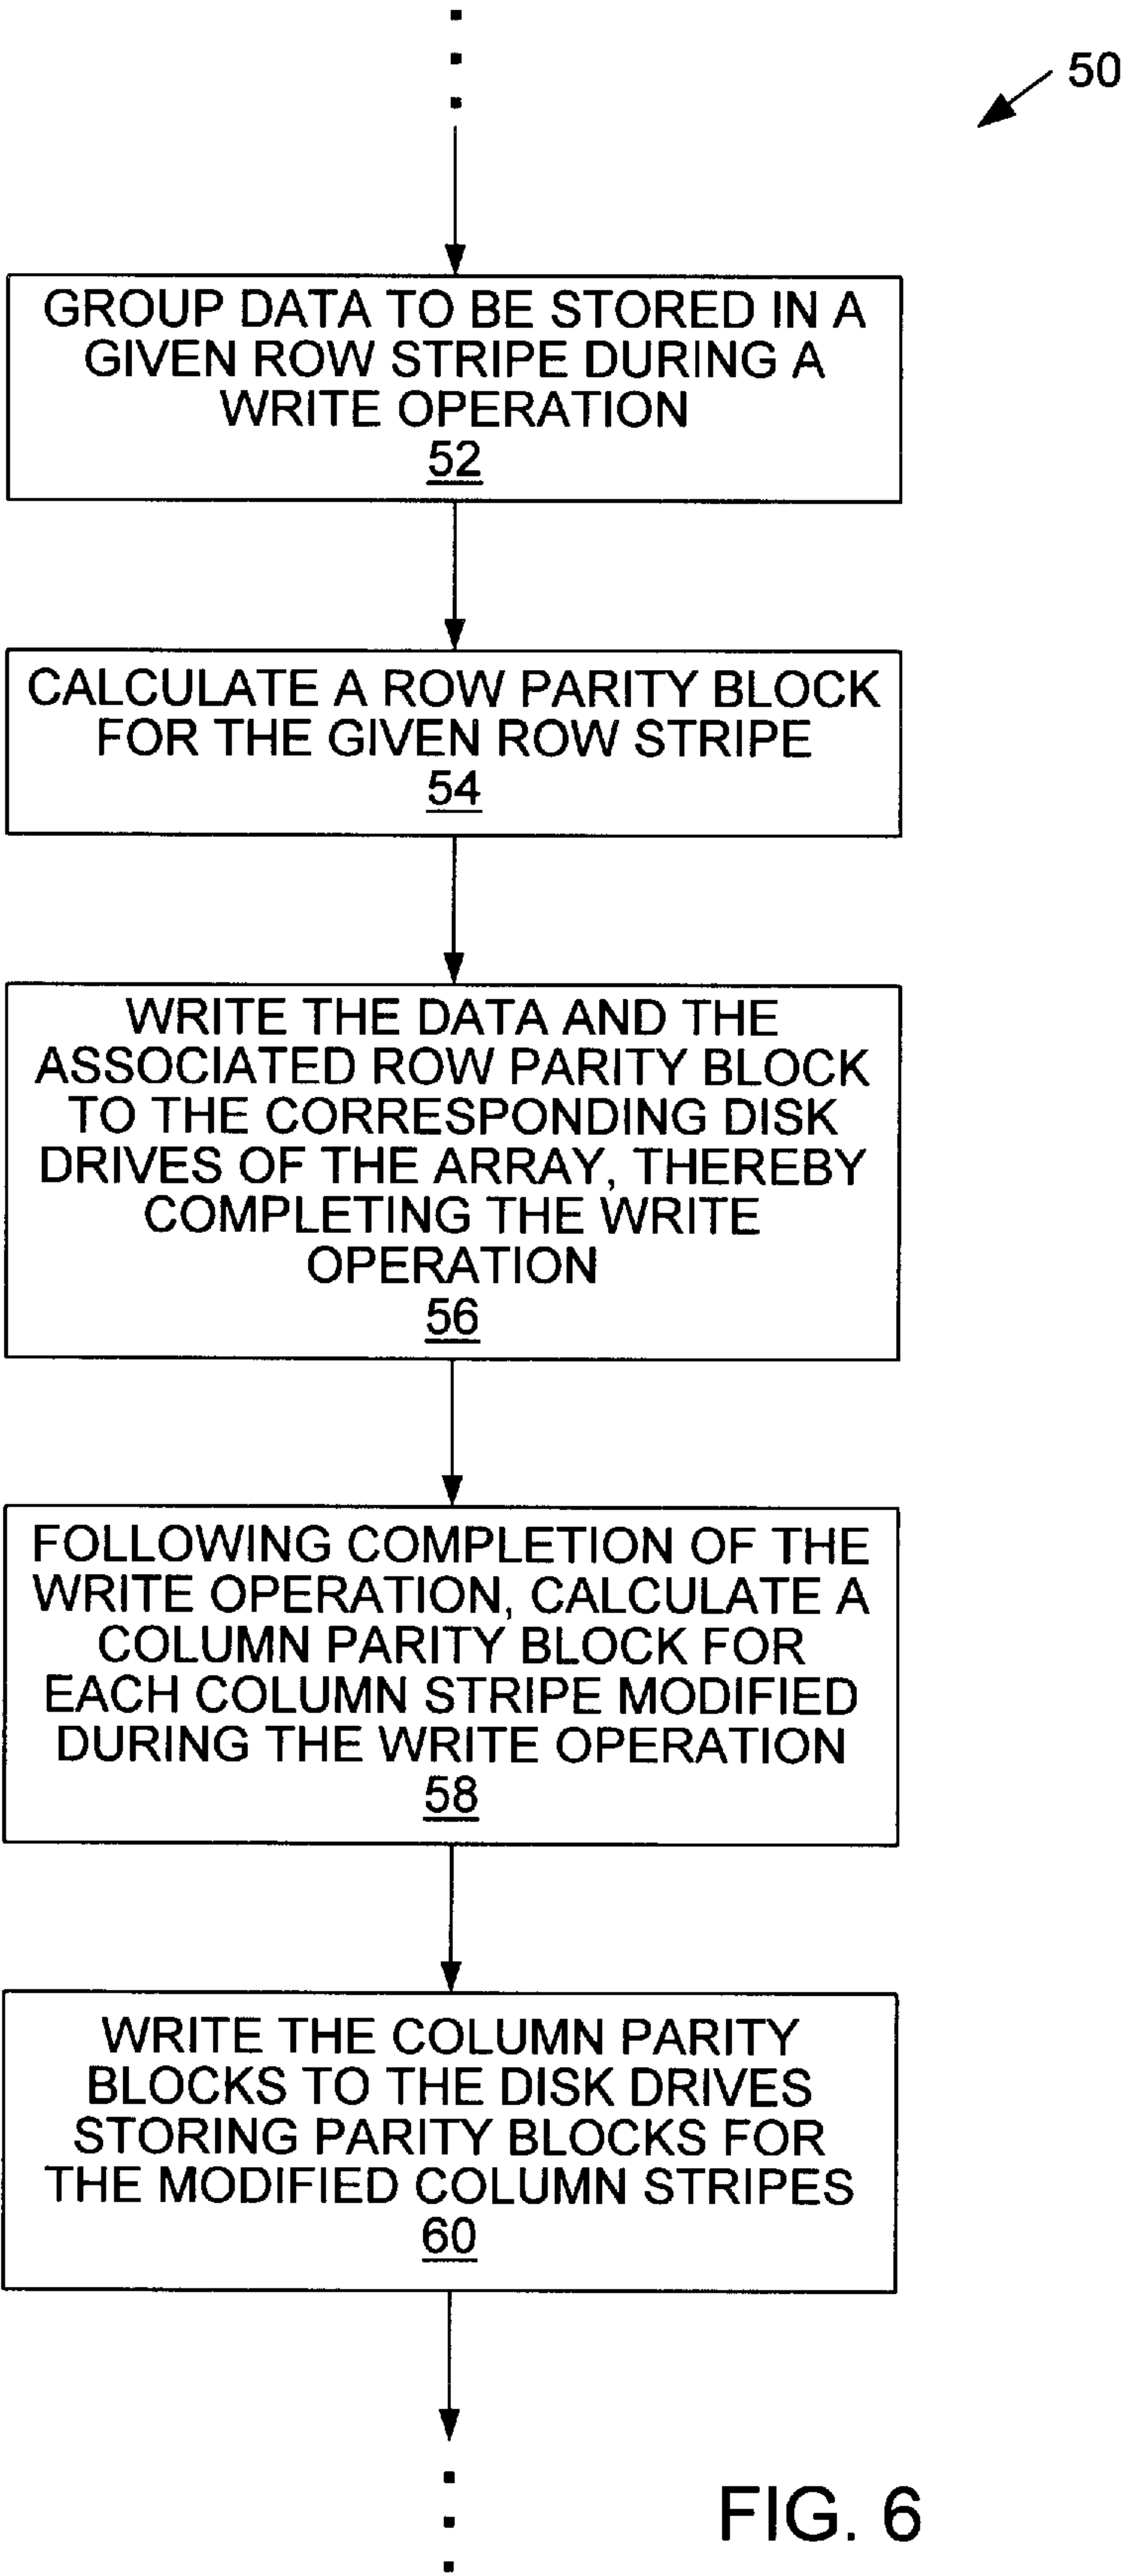 50
GROUP DATA TO BE STORED IN A
GIVEN ROW STRIPE DURING A
WRITE OPERATION
52
CALCULATE A ROW PARITY BLOCK
FOR THE GIVEN ROW STRIPE
54
WRITE THE DATA AND THE
ASSOCIATED ROW PARITY BLOCK
TO THE CORRESPONDING DISK
DRIVES OF THE ARRAY, THEREBY
COMPLETING THE WRITE
OPERATION
56
FOLLOWING COMPLETION OF THE
WRITE OPERATION, CALCULATE A
COLUMN PARITY BLOCK FOR
EACH COLUMN STRIPE MODIFIED
DURING THE WRITE OPERATION
58
WRITE THE COLUMN PARITY
BLOCKS TO THE DISK DRIVES
STORING PARITY BLOCKS FOR
THE MODIFIED COLUMN STRIPES
60
FIG. 6